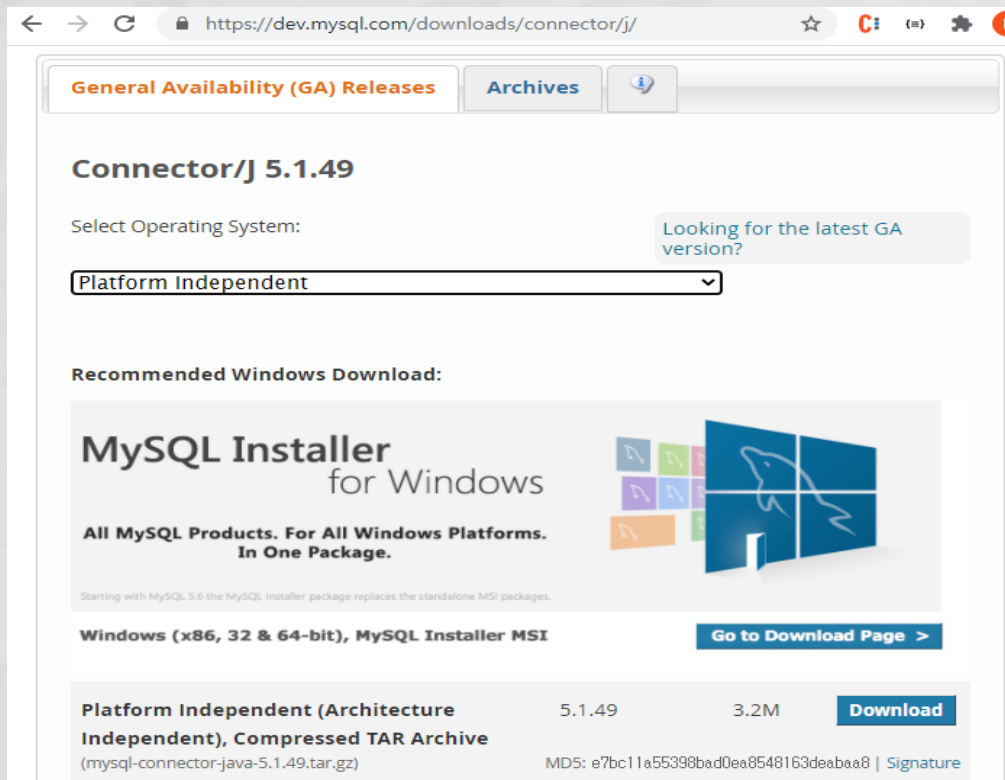 https://dev.mysql.com/downloads/connector/j/
General Availability (GA) Releases
Archives
Connector/J 5.1.49
Select Operating System:
Looking for the latest GA
version?
Platform Independent
Recommended Windows Download:
MySQL Installer
for Windows
All MySQL Products. For All Windows Platforms.
In One Package.
Starting with MySQL 5.6 the MySQL Installer package replaces the standalone MSI packages.
Windows (x86, 32 & 64-bit), MySQL Installer MSI
Go to Download Page >
Platform Independent (Architecture
Independent), Compressed TAR Archive
5.1.49
3.2M
Download
(mysql-connector-java-5.1.49.tar.gz)
MD5: e7bc11a55398bad0ea8548163deabaa8 | Signature